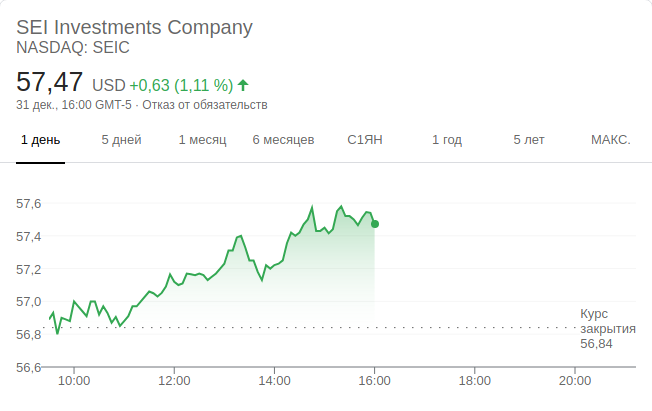 SEI Investments Company
NASDAQ: SEIC
57,47 USD +0,63 (1,11 %)
31 дек., 16:00 GMT-5 · Отказ от обязательств
1 день 5 дней 1 месяц 6 месяцев С1ЯН 1 год 5 лет МАКС.
57,6
57,4
57,2
57,0
56,8
56,6
Курс
закрытия
56,84
10:00 12:00 14:00 16:00 18:00 20:00